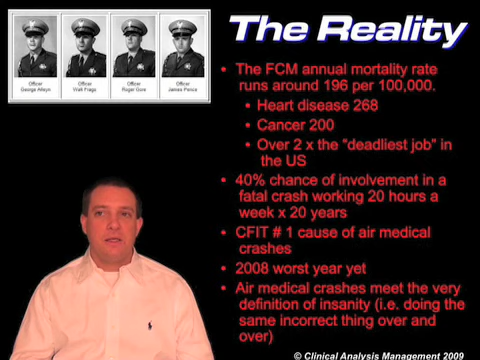 Officer
George Alleyn
Officer
Walt Frago
Officer
Roger Gore
Officer
James Pence
The Reality
• The FCM annual mortality rate
runs around 196 per 100,000.
• Heart disease 268
• Cancer 200
• Over 2 x the “deadliest job” in
the US
• 40% chance of involvement in a
fatal crash working 20 hours a
week x 20 years
• CFIT # 1 cause of air medical
crashes
• 2008 worst year yet
• Air medical crashes meet the very
definition of insanity (i.e. doing the
same incorrect thing over and
over)
© Clinical Analysis Management 2009